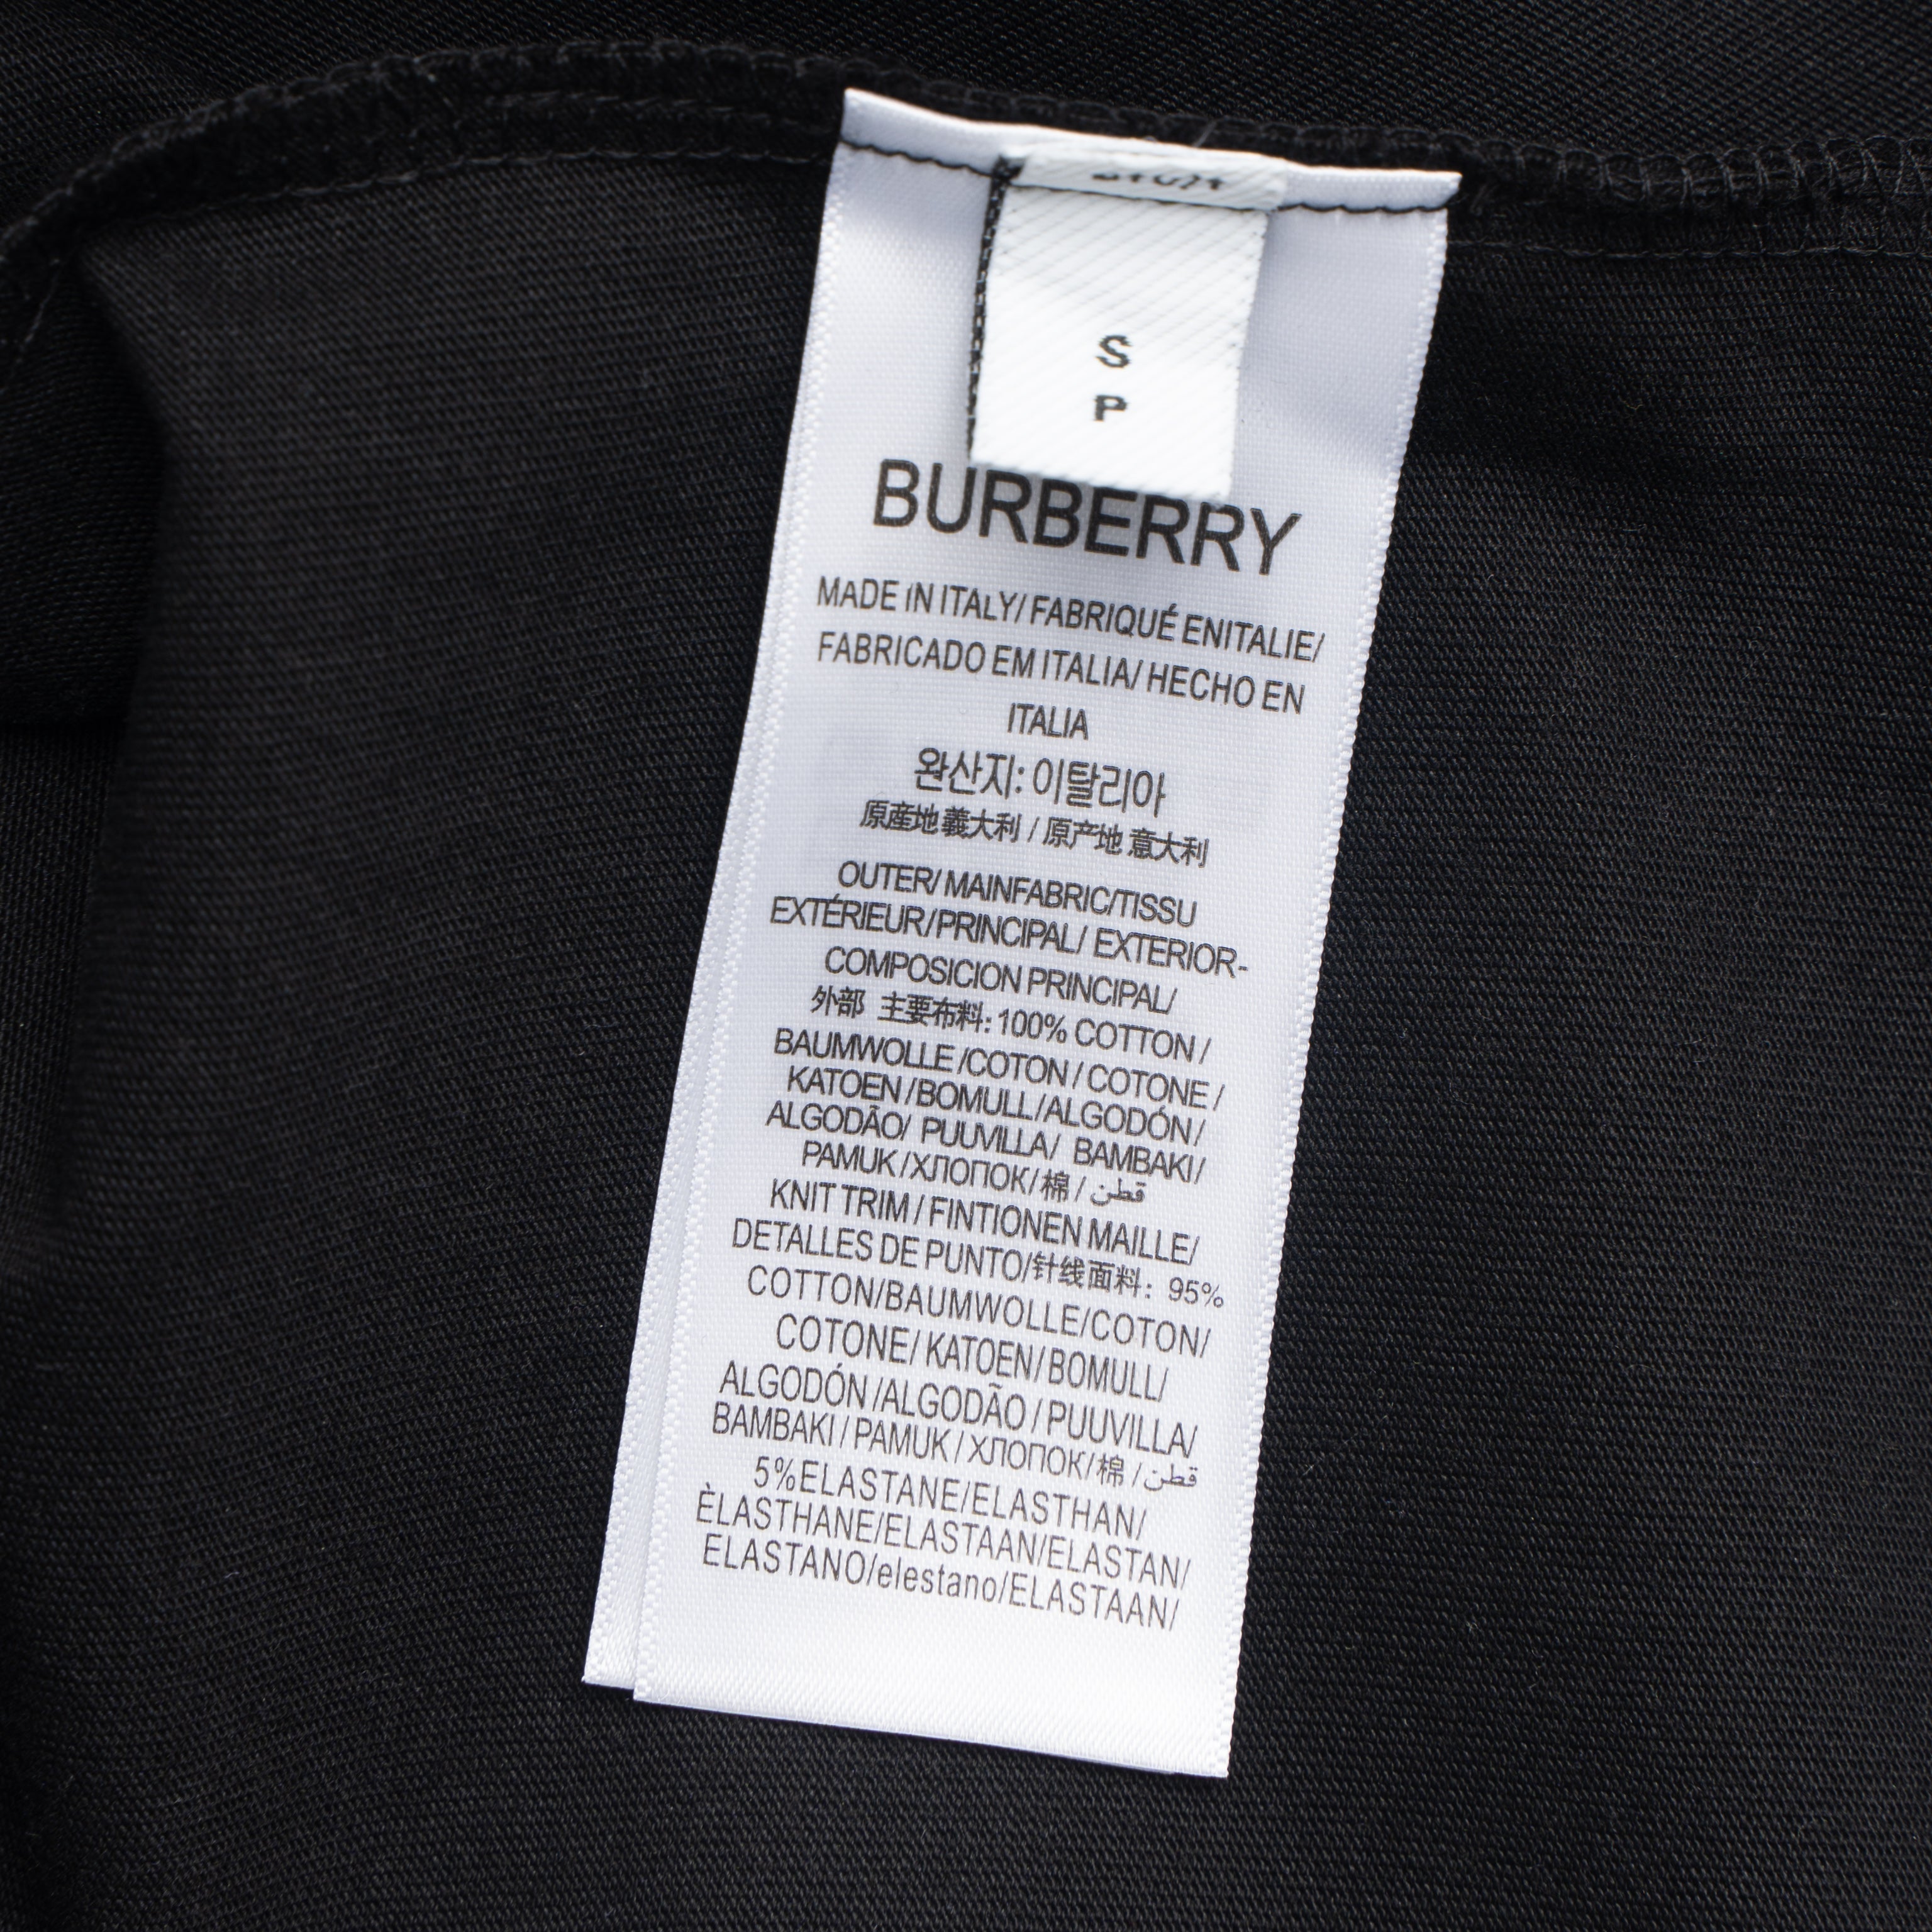 S
P
BURBERRY
MADE IN ITALY/ FABRIQUÉ ENITALIE/
FABRICADO EM ITALIA/ HECHO EN
ITALIA
완산지: 이탈리아
原産地 義大利 / 原产地 意大利
OUTER/ MAINFABRIC/TISSU
EXTÉRIEUR/PRINCIPAL/ EXTERIOR-
COMPOSICION PRINCIPAL/
外部 主要布料: 100% COTTON /
BAUMWOLLE /COTON / COTONE /
KATOEN /BOMULL /ALGODÓN /
ALGODÃO/ PUUVILLA/ BAMBAKI /
PAMUK /ХЛОПОК/ 棉 / قطن
KNIT TRIM / FINTIONEN MAILLE/
DETALLES DE PUNTO/针线面料: 95%
COTTON/BAUMWOLLE/COTON/
COTONE/ KATOEN/ BOMULL/
ALGODÓN /ALGODÃO / PUUVILLA/
BAMBAKI / PAMUK / ХЛОПОК/ 棉 / قطن
5%ELASTANE/ELASTHAN/
ÈLASTHANE/ELASTAAN/ELASTAN/
ELASTANO/elestano/ELASTAAN/